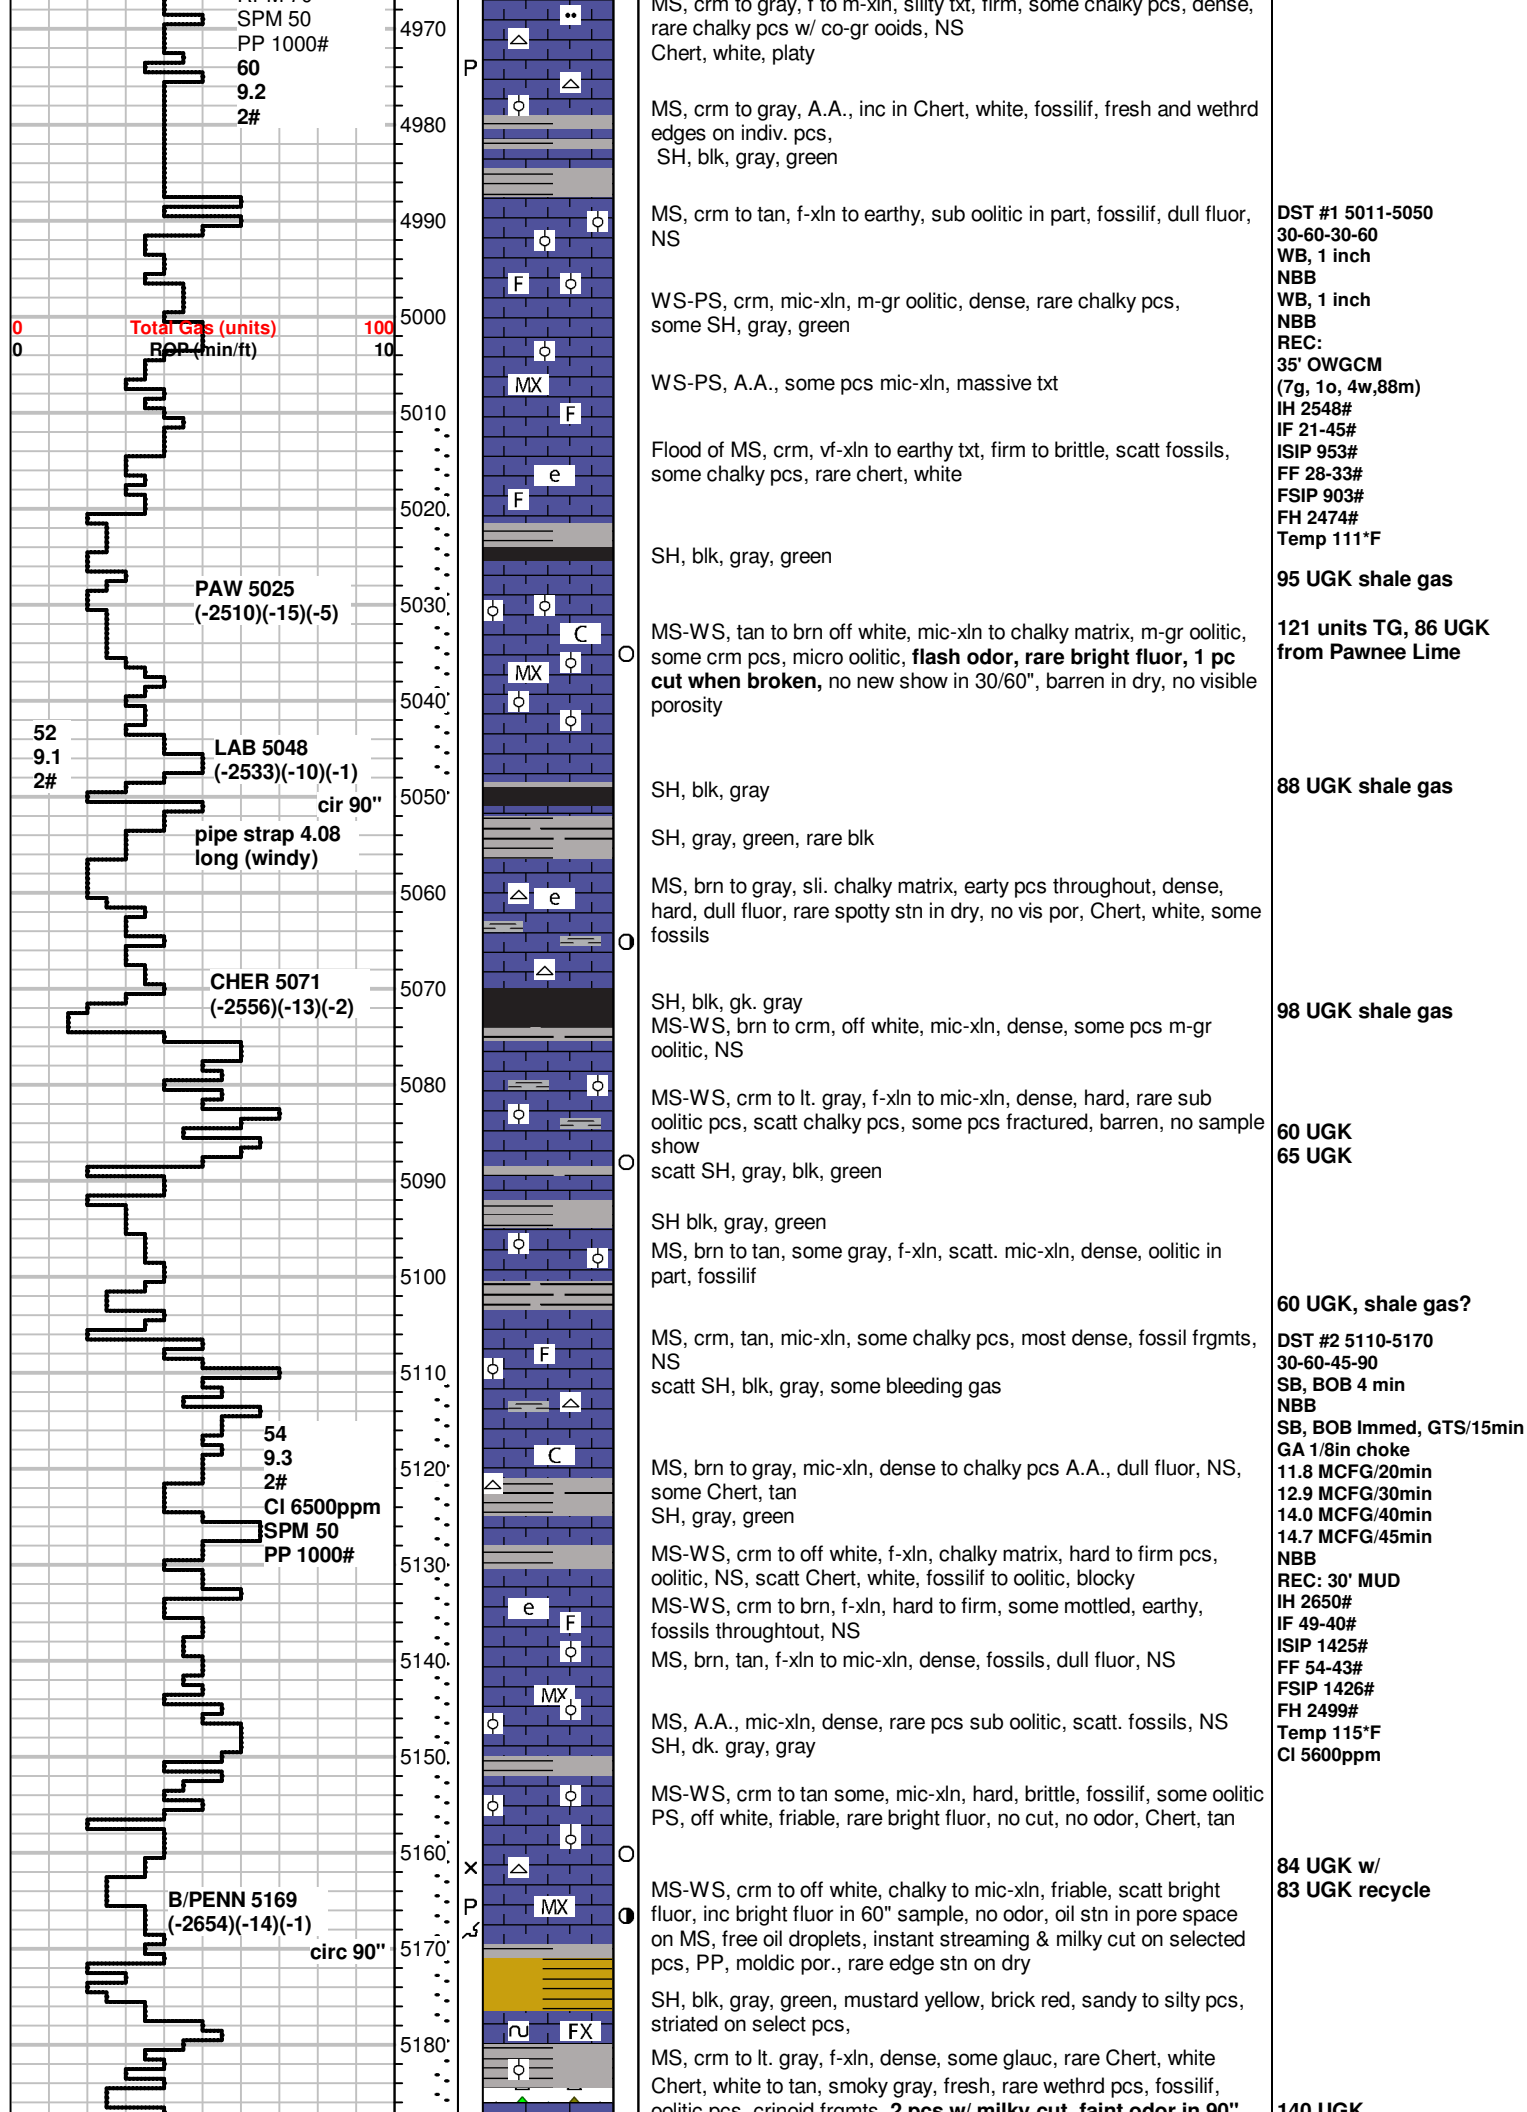 SPM 50
PP 1000#
60
9.2
2#
0 Total Gas (units) 100
0 ROP (min/ft) 10
PAW 5025
(-2510)(-15)(-5)
52
9.1
2#
LAB 5048
(-2533)(-10)(-1)
cir 90"
pipe strap 4.08
long (windy)
CHER 5071
(-2556)(-13)(-2)
54
9.3
2#
Cl 6500ppm
SPM 50
PP 1000#
B/PENN 5169
(-2654)(-14)(-1)
circ 90"
4970
4980
4990
5000
5010
5020
5030
5040
5050
5060
5070
5080
5090
5100
5110
5120
5130
5140
5150
5160
5170
5180
P
P
F
MX
F
e
F
C
MX
e
F
C
e
F
MX
MX
FX
MS, crm to gray, f to m-xln, sility txt, firm, some chalky pcs, dense,
rare chalky pcs w/ co-gr ooids, NS
Chert, white, platy
MS, crm to gray, A.A., inc in Chert, white, fossilif, fresh and wethrd
edges on indiv. pcs,
SH, blk, gray, green
MS, crm to tan, f-xln to earthy, sub oolitic in part, fossilif, dull fluor,
NS
WS-PS, crm, mic-xln, m-gr oolitic, dense, rare chalky pcs,
some SH, gray, green
WS-PS, A.A., some pcs mic-xln, massive txt
Flood of MS, crm, vf-xln to earthy txt, firm to brittle, scatt fossils,
some chalky pcs, rare chert, white
SH, blk, gray, green
MS-WS, tan to brn off white, mic-xln to chalky matrix, m-gr oolitic,
some crm pcs, micro oolitic, flash odor, rare bright fluor, 1 pc
cut when broken, no new show in 30/60", barren in dry, no visible
porosity
SH, blk, gray
SH, gray, green, rare blk
MS, brn to gray, sli. chalky matrix, earty pcs throughout, dense,
hard, dull fluor, rare spotty stn in dry, no vis por, Chert, white, some
fossils
SH, blk, gk. gray
MS-WS, brn to crm, off white, mic-xln, dense, some pcs m-gr
oolitic, NS
MS-WS, crm to lt. gray, f-xln to mic-xln, dense, hard, rare sub
oolitic pcs, scatt chalky pcs, some pcs fractured, barren, no sample
show
scatt SH, gray, blk, green
SH blk, gray, green
MS, brn to tan, some gray, f-xln, scatt. mic-xln, dense, oolitic in
part, fossilif
MS, crm, tan, mic-xln, some chalky pcs, most dense, fossil frgmts,
NS
scatt SH, blk, gray, some bleeding gas
MS, brn to gray, mic-xln, dense to chalky pcs A.A., dull fluor, NS,
some Chert, tan
SH, gray, green
MS-WS, crm to off white, f-xln, chalky matrix, hard to firm pcs,
oolitic, NS, scatt Chert, white, fossilif to oolitic, blocky
MS-WS, crm to brn, f-xln, hard to firm, some mottled, earthy,
fossils throughtout, NS
MS, brn, tan, f-xln to mic-xln, dense, fossils, dull fluor, NS
MS, A.A., mic-xln, dense, rare pcs sub oolitic, scatt. fossils, NS
SH, dk. gray, gray
MS-WS, crm to tan some, mic-xln, hard, brittle, fossilif, some oolitic
PS, off white, friable, rare bright fluor, no cut, no odor, Chert, tan
MS-WS, crm to off white, chalky to mic-xln, friable, scatt bright
fluor, inc bright fluor in 60" sample, no odor, oil stn in pore space
on MS, free oil droplets, instant streaming & milky cut on selected
pcs, PP, moldic por., rare edge stn on dry
SH, blk, gray, green, mustard yellow, brick red, sandy to silty pcs,
striated on select pcs,
MS, crm to lt. gray, f-xln, dense, some glauc, rare Chert, white
Chert, white to tan, smoky gray, fresh, rare wethrd pcs, fossilif,
oolitic pcs, crinoid frgmts, 2 pcs w/ milky cut, faint odor in 90"
DST #1 5011-5050
30-60-30-60
WB, 1 inch
NBB
WB, 1 inch
NBB
REC:
35' OWGCM
(7g, 1o, 4w,88m)
IH 2548#
IF 21-45#
ISIP 953#
FF 28-33#
FSIP 903#
FH 2474#
Temp 111*F
95 UGK shale gas
121 units TG, 86 UGK
from Pawnee Lime
88 UGK shale gas
98 UGK shale gas
60 UGK
65 UGK
60 UGK, shale gas?
DST #2 5110-5170
30-60-45-90
SB, BOB 4 min
NBB
SB, BOB Immed, GTS/15min
GA 1/8in choke
11.8 MCFG/20min
12.9 MCFG/30min
14.0 MCFG/40min
14.7 MCFG/45min
NBB
REC: 30' MUD
IH 2650#
IF 49-40#
ISIP 1425#
FF 54-43#
FSIP 1426#
FH 2499#
Temp 115*F
Cl 5600ppm
84 UGK w/
83 UGK recycle
140 UGK